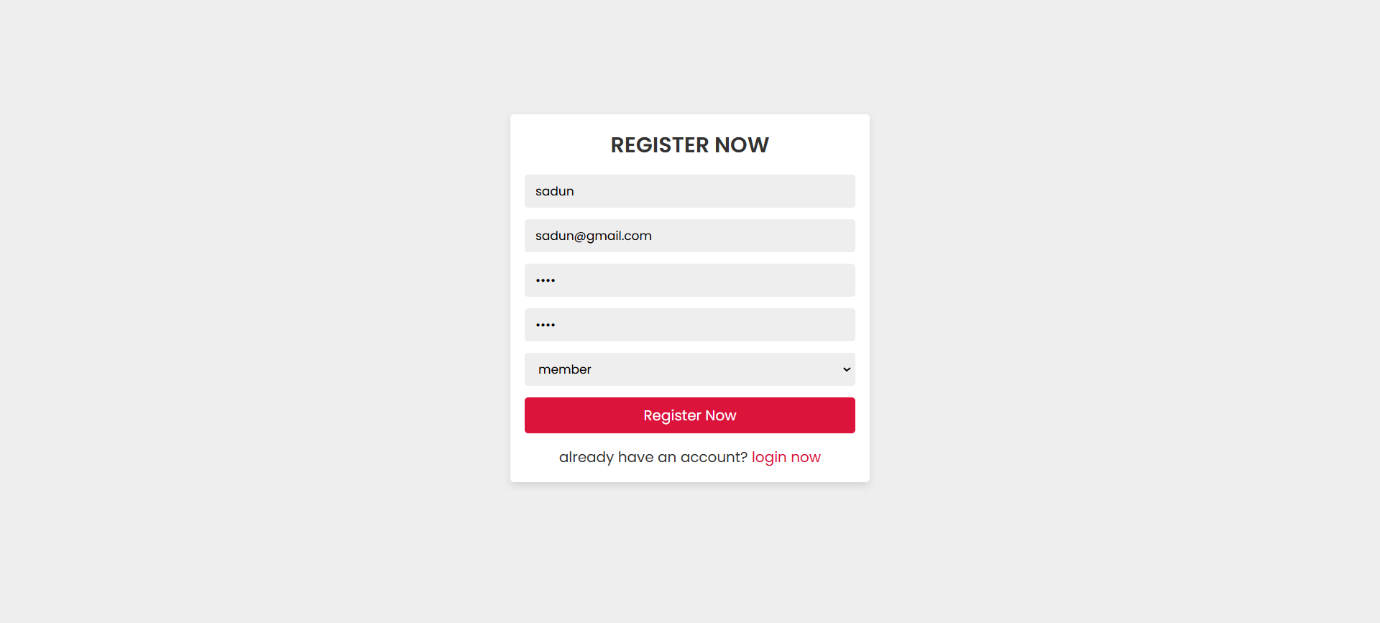 REGISTER NOW
sadun
sadun@gmail.com
••••
••••
member
Register Now
already have an account? login now